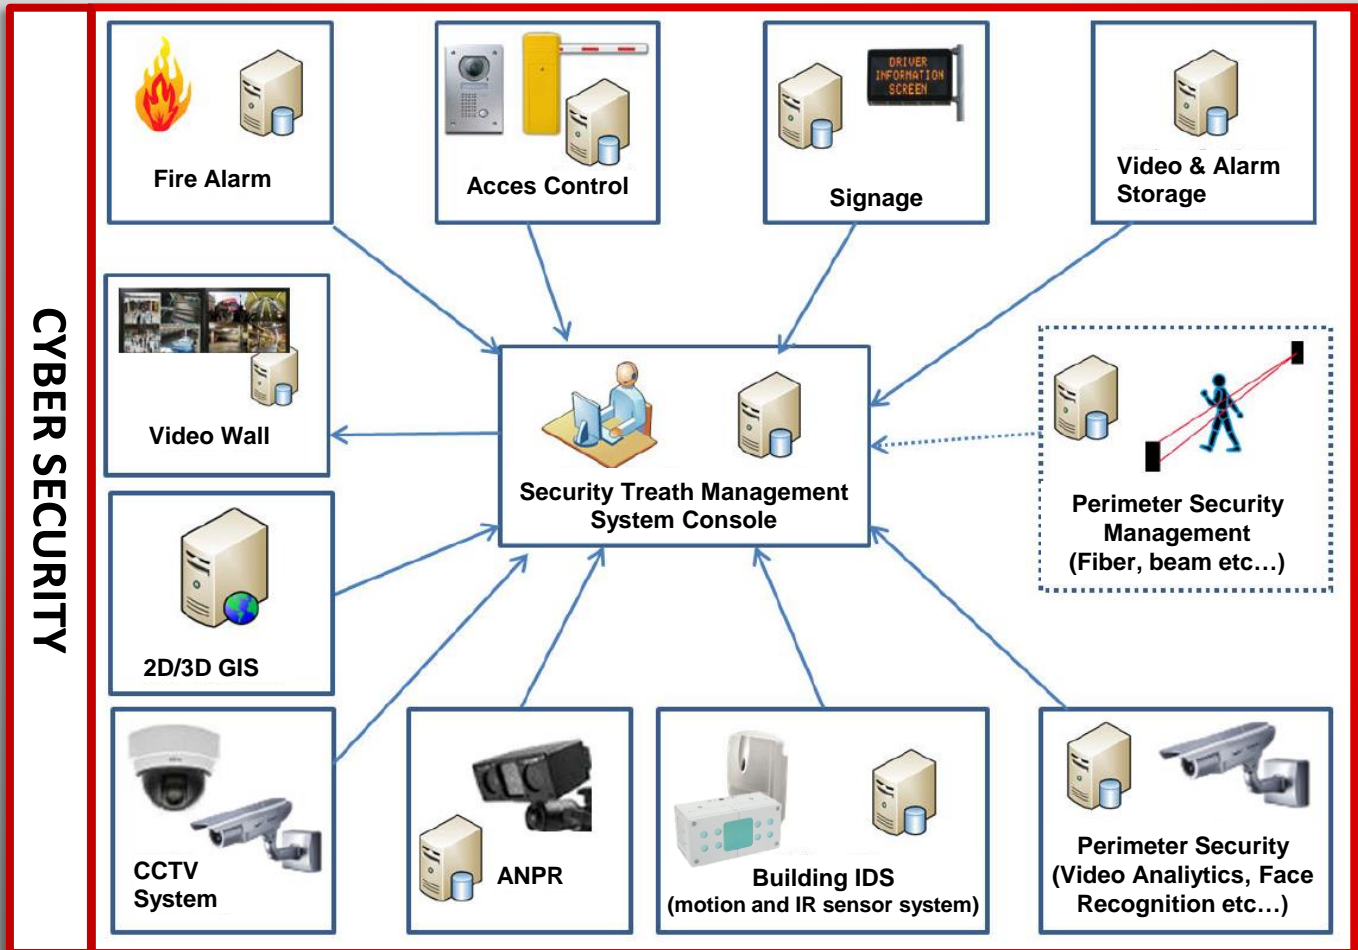 CYBER SECURITY
Fire Alarm
Acces Control
DRIVER
INFORMATION
SCREEN
Signage
Video & Alarm
Storage
Video Wall
Security Treath Management
System Console
Perimeter Security
Management
(Fiber, beam etc...)
2D/3D GIS
CCTV
System
ANPR
Building IDS
(motion and IR sensor system)
Perimeter Security
(Video Analiytics, Face
Recognition etc...)